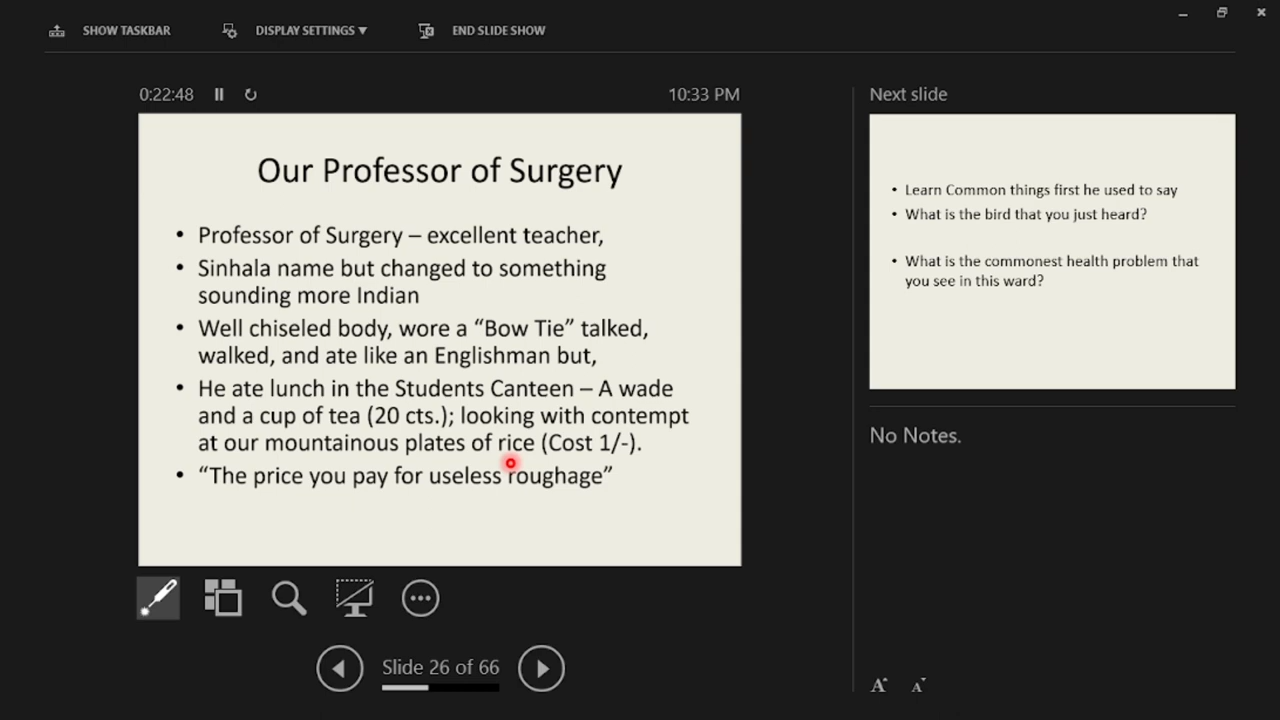 SHOW TASKBAR
DISPLAY SETTINGS ▼
END SLIDE SHOW
0:22:48
10:33 PM
Our Professor of Surgery
• Professor of Surgery – excellent teacher,
• Sinhala name but changed to something
sounding more Indian
• Well chiseled body, wore a “Bow Tie” talked,
walked, and ate like an Englishman but,
• He ate lunch in the Students Canteen – A wade
and a cup of tea (20 cts.); looking with contempt
at our mountainous plates of rice (Cost 1/-).
• “The price you pay for useless roughage”
Slide 26 of 66
Next slide
• Learn Common things first he used to say
• What is the bird that you just heard?
• What is the commonest health problem that
you see in this ward?
No Notes.
A A